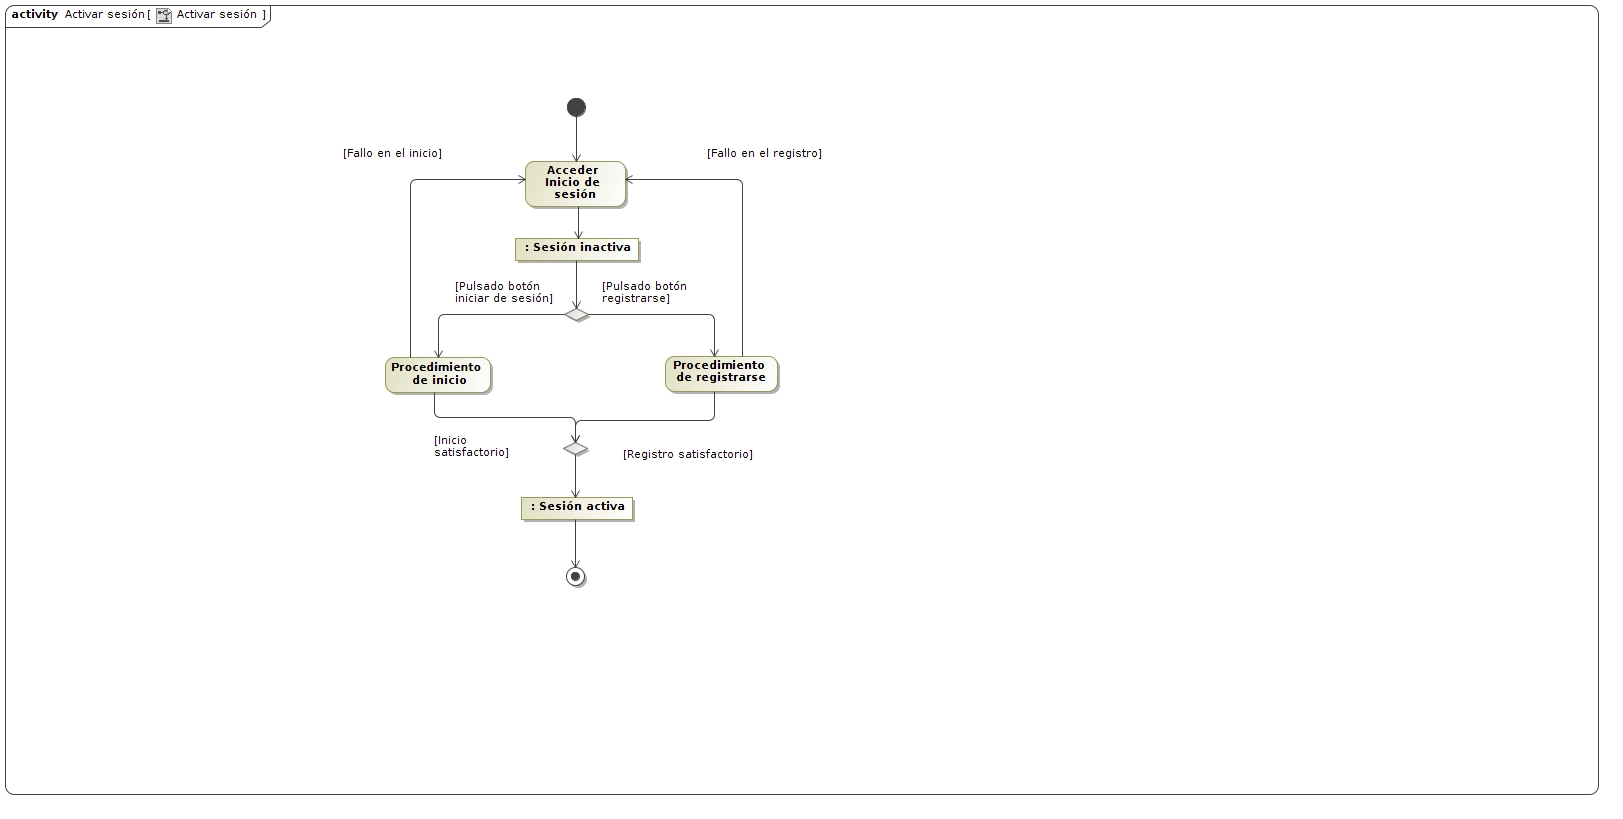 activity Activar sesión [ Activar sesión ]
[Fallo en el inicio]
[Fallo en el registro]
Acceder
Inicio de
sesión
: Sesión inactiva
[Pulsado botón
iniciar de sesión]
[Pulsado botón
registrarse]
Procedimiento
de inicio
Procedimiento
de registrarse
[Inicio
satisfactorio]
[Registro satisfactorio]
: Sesión activa